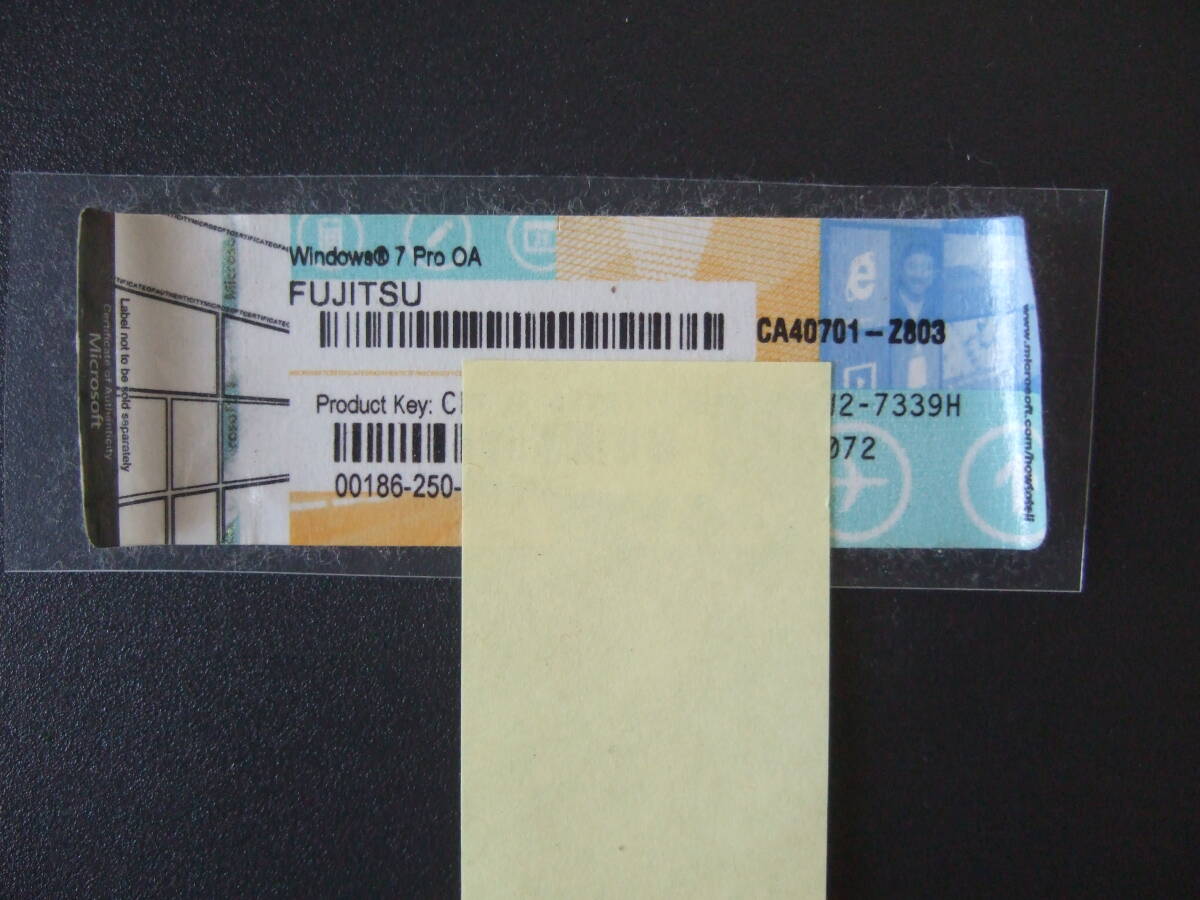 Windows® 7 Pro OA
FUJITSU
CA40701-Z803
Product Key: C
2-7339H
072
00186-250-
Label not to be sold separately
Certificate of Authenticity
Microsoft
www.microsoft.com/howtotell